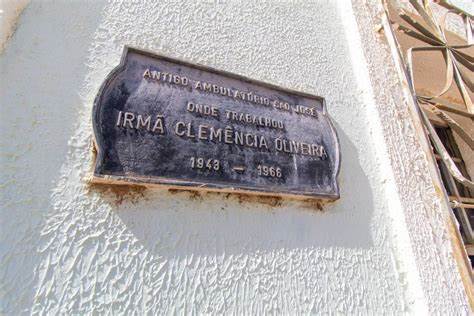 ANTIGO AMBULATÓRIO SÃO JOSÉ
ONDE TRABALHOU
IRMÃ CLEMÊNCIA OLIVEIRA
1943 — 1966